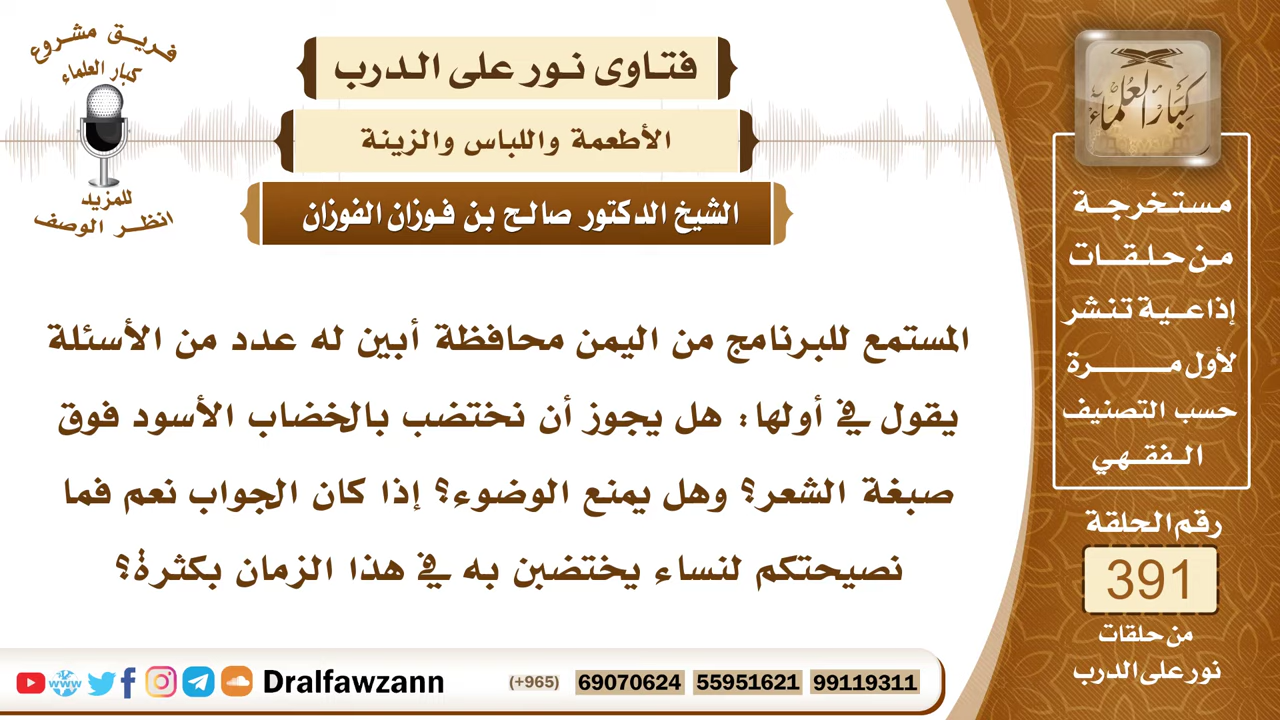 فريق مشروع
كبار العلماء
للمزيد
انظر الوصف
فتاوى نور على الدرب
الأطعمة واللباس والزينة
الشيخ الدكتور صالح بن فوزان الفوزان
المستمع للبرنامج من اليمن محافظة أبين له عدد من الأسئلة
يقول في أولها: هل يجوز أن نختضب بالخضاب الأسود فوق
صبغة الشعر؟ وهل يمنع الوضوء؟ إذا كان الجواب نعم فما
نصيحتكم لنساء يختضبن به في هذا الزمان بكثرة؟
كبار العلماء
مستخرجة
من حلقات
إذاعية تنشر
لأول مرة
حسب التصنيف
الفقهي
رقم الحلقة
391
من حلقات
نور على الدرب
www Dralfawzann (+965) 69070624 55951621 99119311